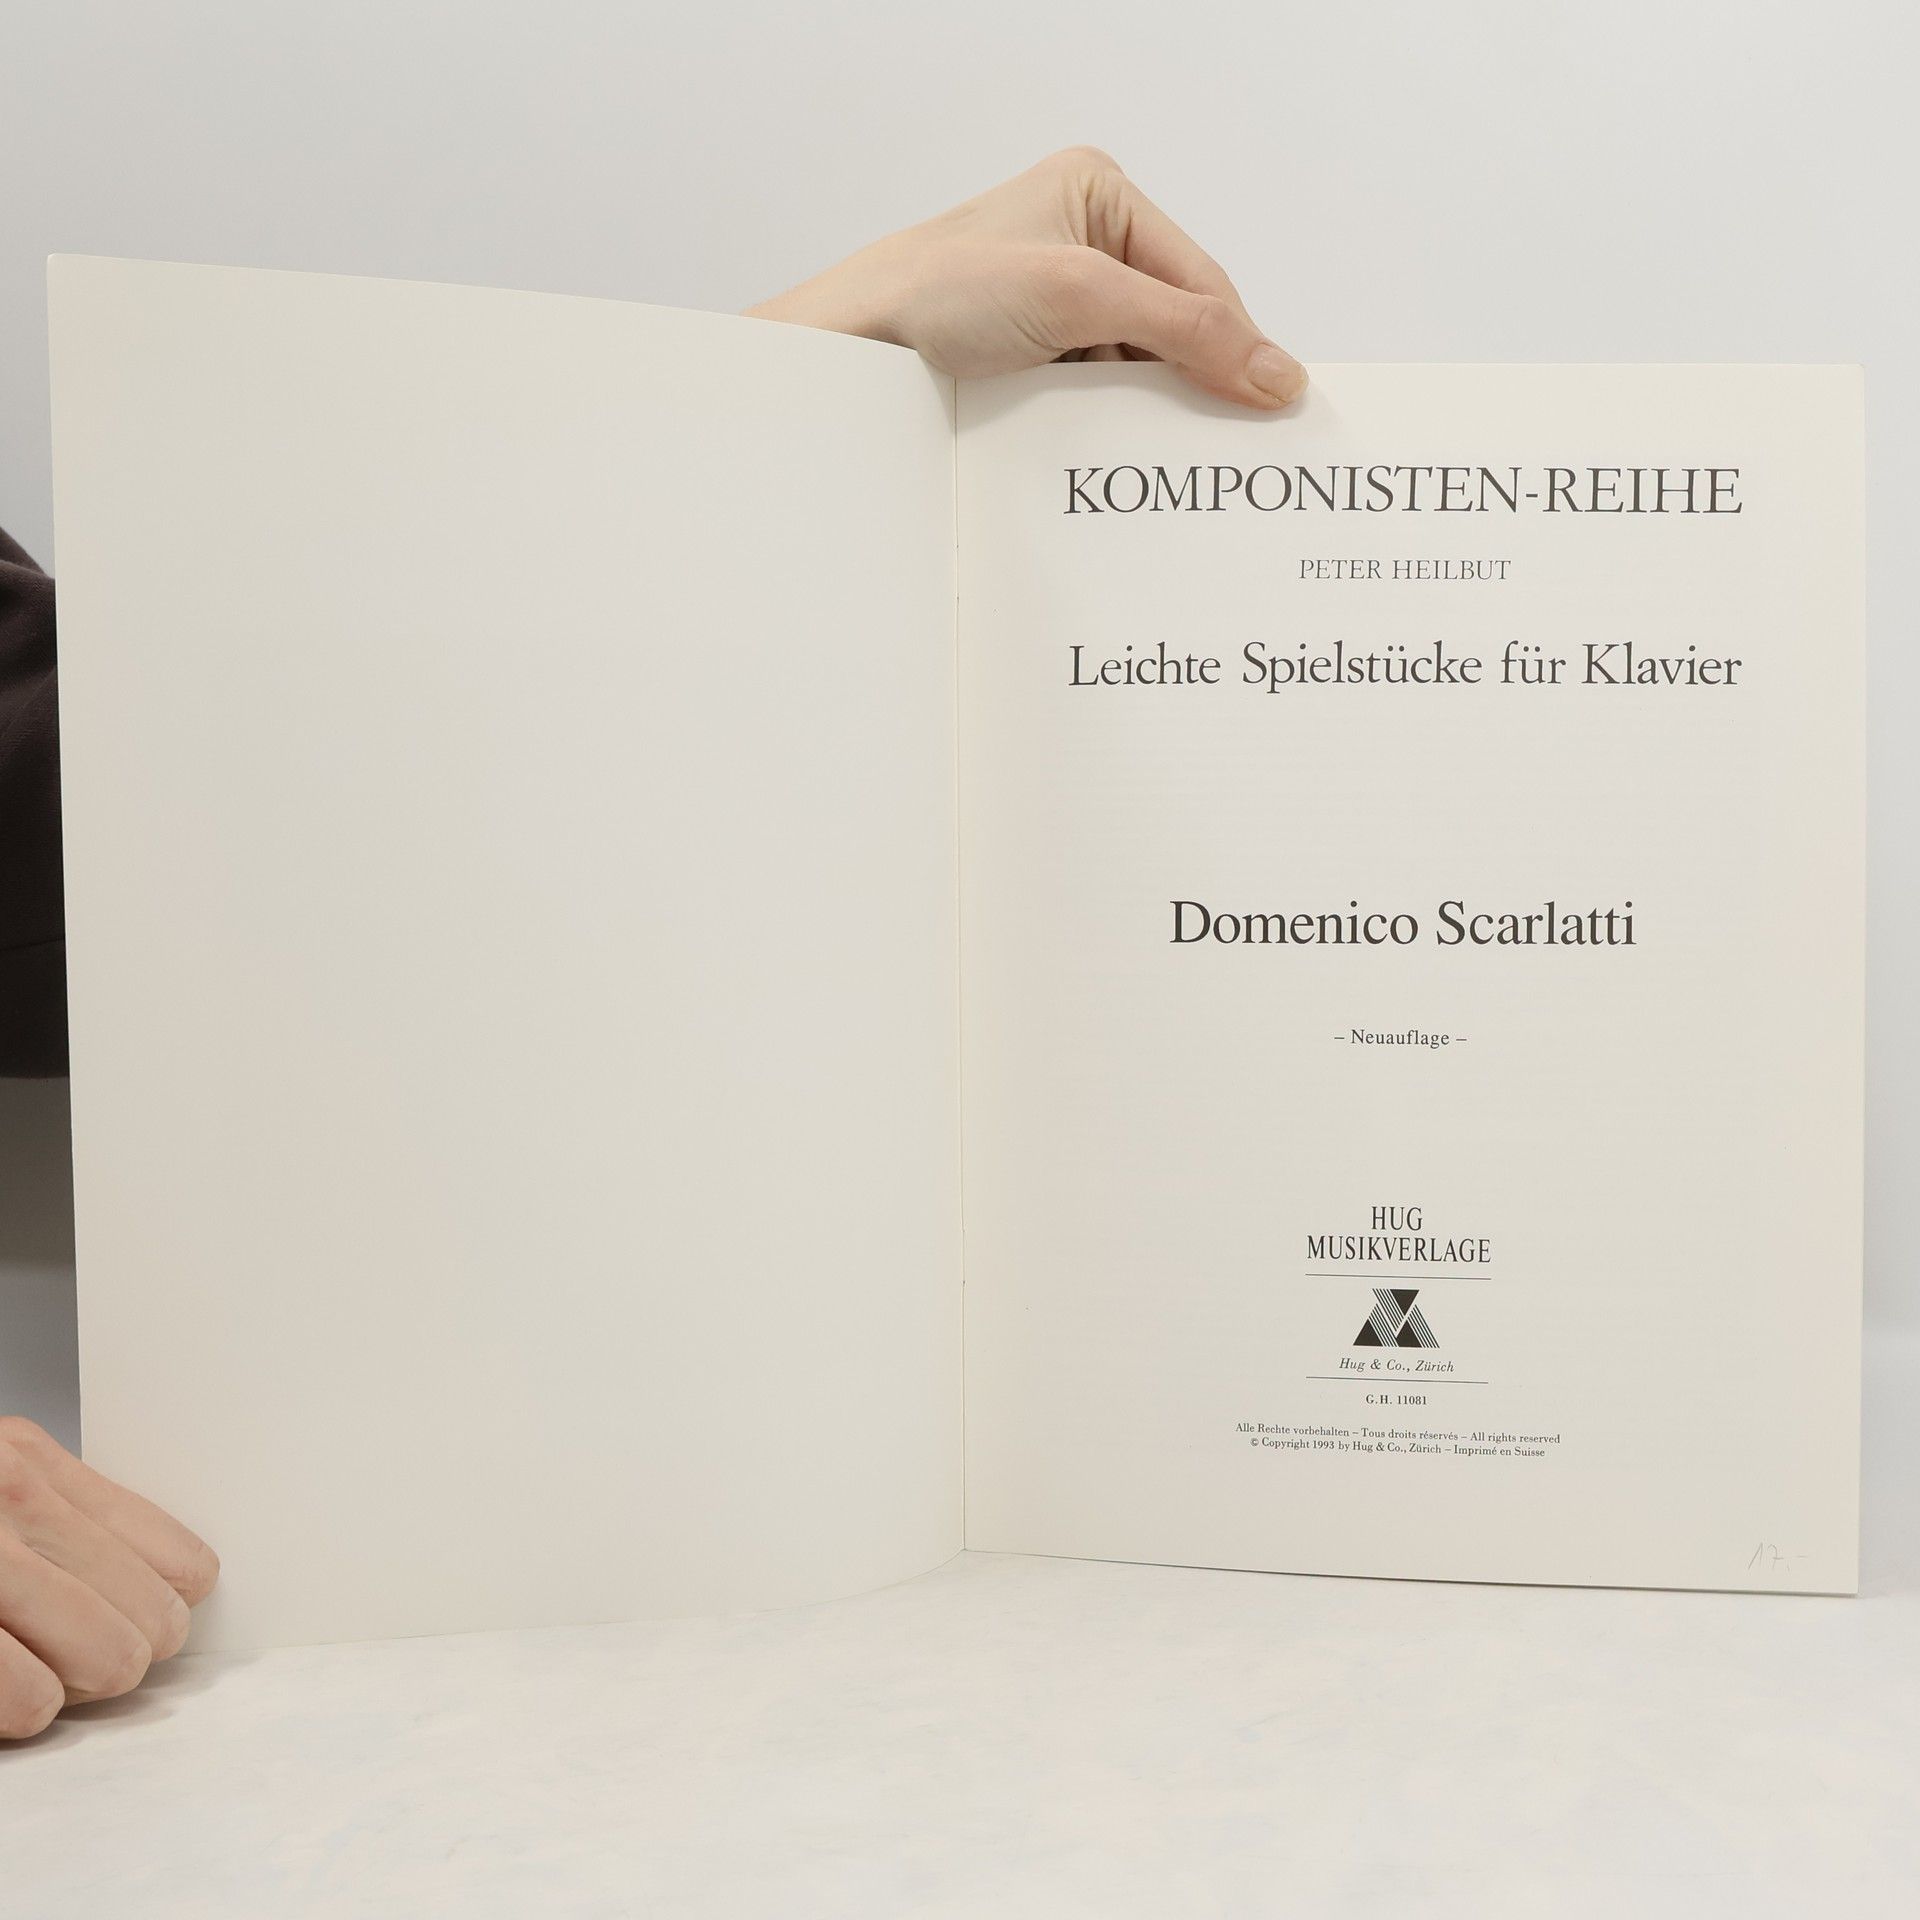 KOMPONISTEN-REIHE
PETER HEILBUT
Leichte Spielstücke für Klavier
Domenico Scarlatti
– Neuauflage –
HUG
MUSIKVERLAGE
Hug & Co., Zürich
G.H. 11081
Alle Rechte vorbehalten – Tous droits réservés – All rights reserved
© Copyright 1993 by Hug & Co., Zürich – Imprimé en Suisse
17.-